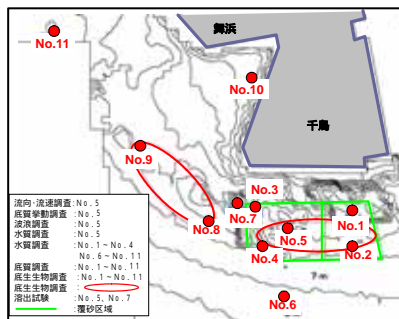 No.11
舞浜
No.10
千鳥
No.9
No.3
No.7
No.1
No.8
No.5
No.4
No.2
7m
No.6
流向・流速調査:No.5
底質挙動調査:No.5
波浪調査:No.5
水質調査:No.5
水質調査:No.1~No.4
No.6~No.11
底質調査:No.1~No.11
底生生物調査:No.1~No.11
底生生物調査:
溶出試験:No.5、No.7
:覆砂区域